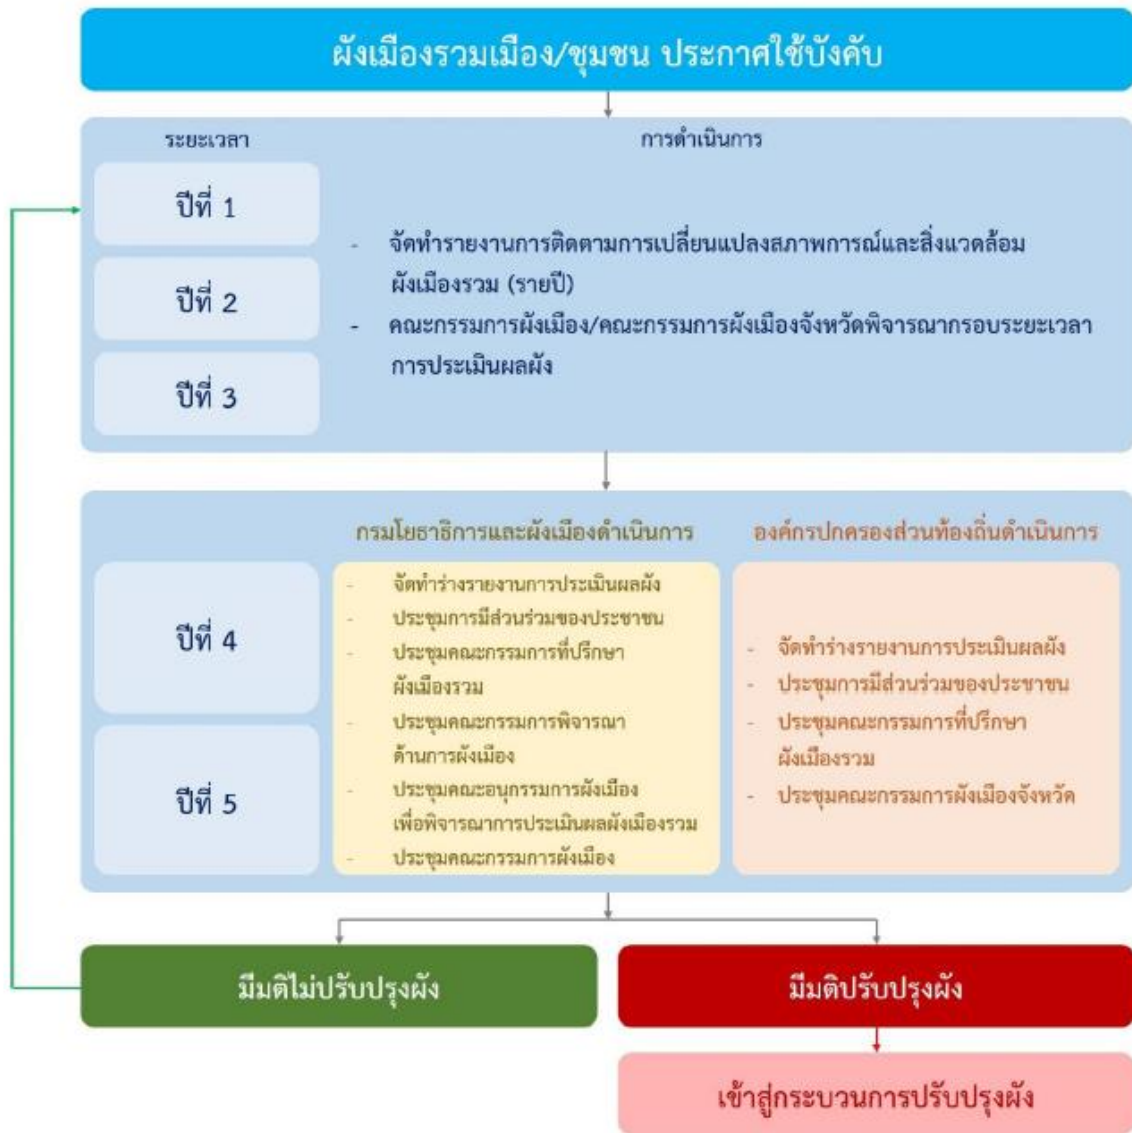 ผังเมืองรวมเมือง/ชุมชน ประกาศใช้บังคับ
ระยะเวลา
การดำเนินการ
ปีที่ 1
ปีที่ 2
ปีที่ 3
- จัดทำรายงานการติดตามการเปลี่ยนแปลงสภาพการณ์และสิ่งแวดล้อม
ผังเมืองรวม (รายปี)
- คณะกรรมการผังเมือง/คณะกรรมการผังเมืองจังหวัดพิจารณากรอบระยะเวลา
การประเมินผลผัง
ปีที่ 4
ปีที่ 5
กรมโยธาธิการและผังเมืองดำเนินการ
- จัดทำร่างรายงานการประเมินผลผัง
- ประชุมการมีส่วนร่วมของประชาชน
- ประชุมคณะกรรมการที่ปรึกษา
ผังเมืองรวม
- ประชุมคณะกรรมการพิจารณา
ด้านการผังเมือง
- ประชุมคณะอนุกรรมการผังเมือง
เพื่อพิจารณาการประเมินผลผังเมืองรวม
- ประชุมคณะกรรมการผังเมือง
องค์กรปกครองส่วนท้องถิ่นดำเนินการ
- จัดทำร่างรายงานการประเมินผลผัง
- ประชุมการมีส่วนร่วมของประชาชน
- ประชุมคณะกรรมการที่ปรึกษา
ผังเมืองรวม
- ประชุมคณะกรรมการผังเมืองจังหวัด
มีมติไม่ปรับปรุงผัง
มีมติปรับปรุงผัง
เข้าสู่กระบวนการปรับปรุงผัง